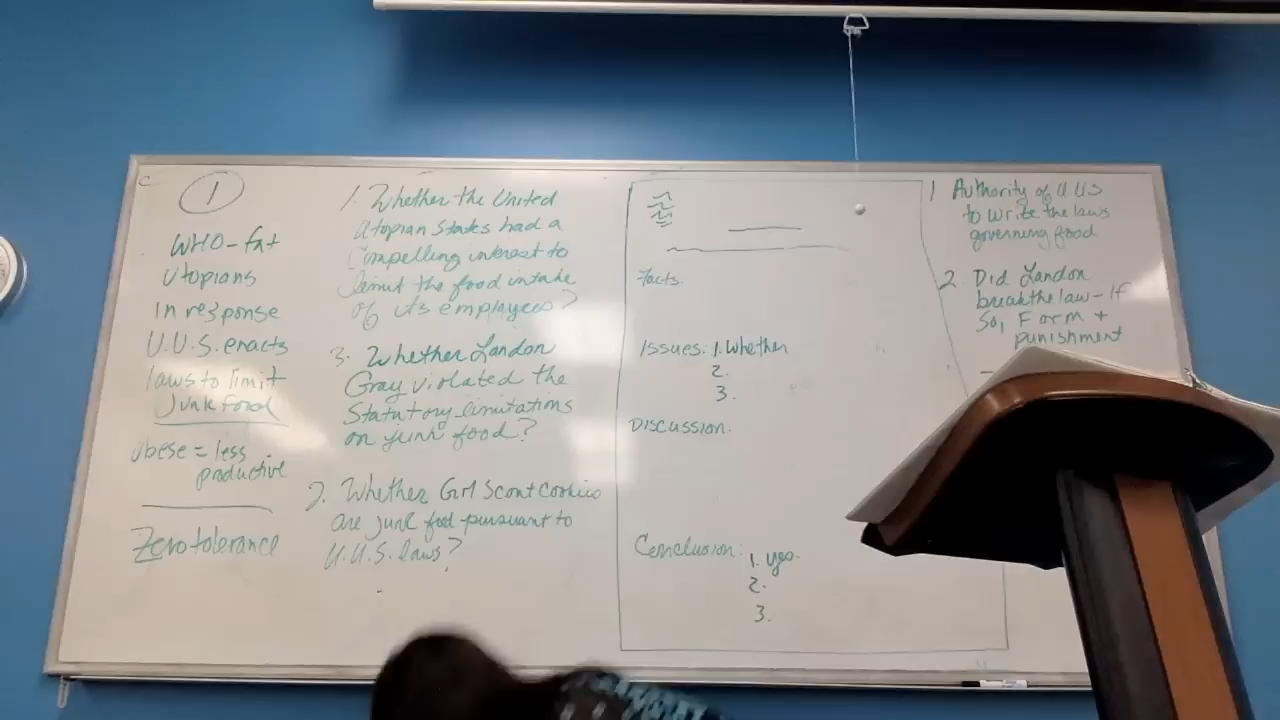 C
1
WHO - fat
Utopians
In response
U.U.S. enacts
laws to limit
Junk food
obese = less
productive
Zero tolerance
1. Whether the United
Utopian States had a
Compelling interest to
limit the food intake
of its employees?
3. Whether Landon
Gray violated the
Statutory limitations
on junk food?
2. Whether Girl Scout Cookies
are junk food pursuant to
U.U.S. laws?
Facts.
Issues: 1. Whether
2.
3.
DISCUSSION.
Conclusion:
1. yes.
2.
3.
1 Authority of U US
to write the laws
governing food
2. Did Landon
break the law - If
So, Form +
punishment